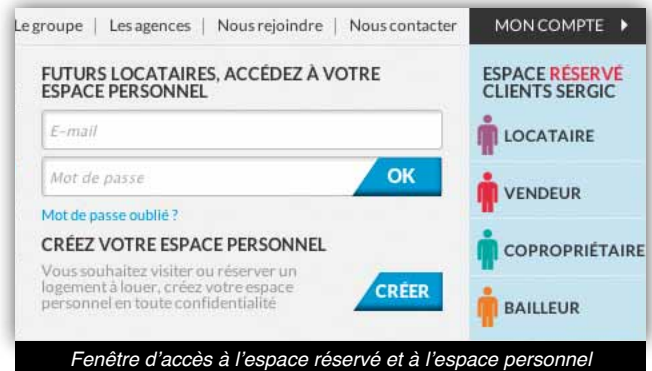 Le groupe | Les agences | Nous rejoindre | Nous contacter
MON COMPTE
FUTURS LOCATAIRES, ACCÉDEZ À VOTRE
ESPACE PERSONNEL
E-mail
Mot de passe
OK
Mot de passe oublié ?
CRÉEZ VOTRE ESPACE PERSONNEL
Vous souhaitez visiter ou réserver un
logement à louer, créez votre espace
personnel en toute confidentialité
CRÉER
ESPACE RÉSERVÉ
CLIENTS SERGIC
LOCATAIRE
VENDEUR
COPROPRIÉTAIRE
BAILLEUR
Fenêtre d'accès à l'espace réservé et à l'espace personnel